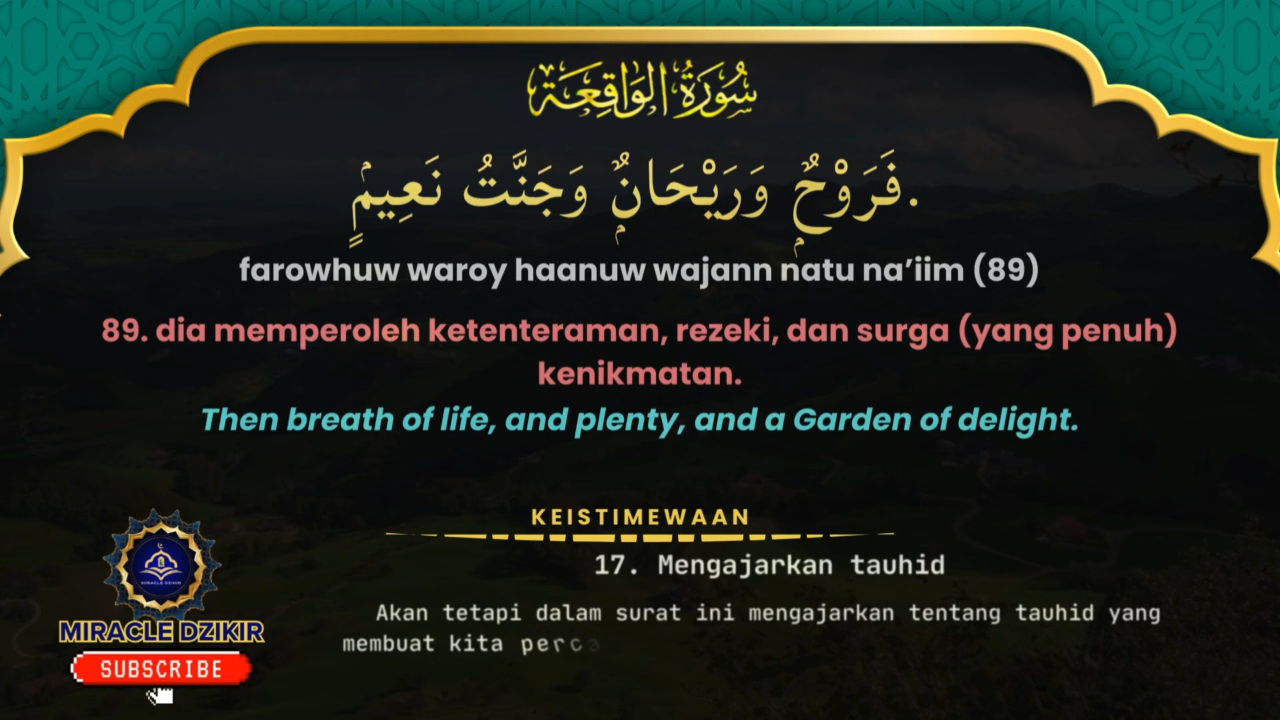 سُورَةُ الوَاقِعَة
فَرَوْحٌ وَرَيْحَانٌ وَجَنَّتُ نَعِيمٍ.
farowhuw waroy haanuw wajann natu na’iim (89)
89. dia memperoleh ketenteraman, rezeki, dan surga (yang penuh)
kenikmatan.
Then breath of life, and plenty, and a Garden of delight.
KEISTIMEWAAN
17. Mengajarkan tauhid
Akan tetapi dalam surat ini mengajarkan tentang tauhid yang
membuat kita perca
MIRACLE DZIKIR
MIRACLE DZIKIR
SUBSCRIBE